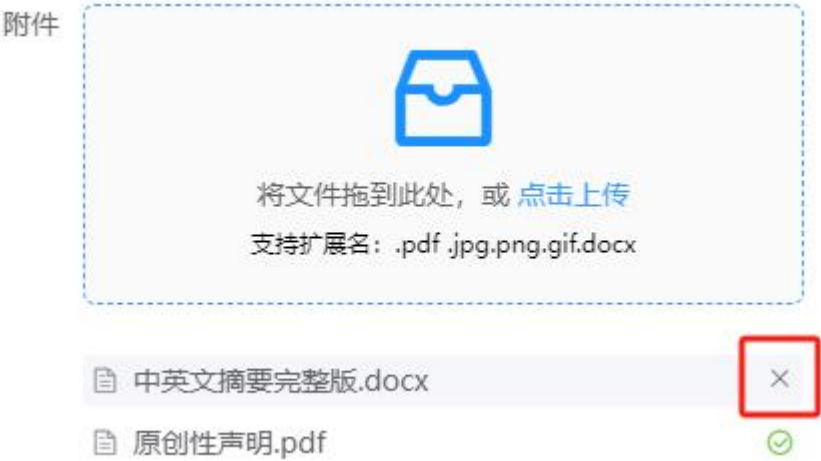 附件
将文件拖到此处，或 点击上传
支持扩展名：.pdf .jpg.png.gif.docx
中英文摘要完整版.docx
原创性声明.pdf